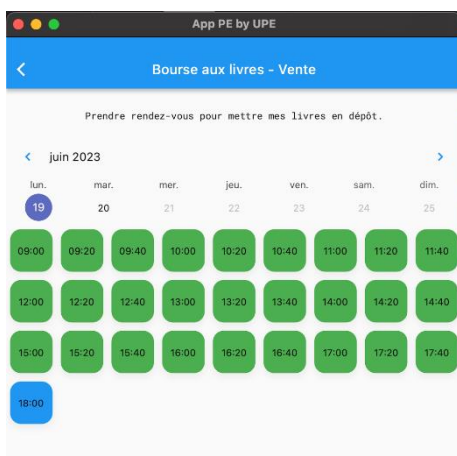 App PE by UPE
Bourse aux livres - Vente
Prendre rendez-vous pour mettre mes livres en dépôt.
juin 2023
lun. mar. mer. jeu. ven. sam. dim.
19 20 21 22 23 24 25
09:00 09:20 09:40 10:00 10:20 10:40 11:00 11:20 11:40
12:00 12:20 12:40 13:00 13:20 13:40 14:00 14:20 14:40
15:00 15:20 15:40 16:00 16:20 16:40 17:00 17:20 17:40
18:00